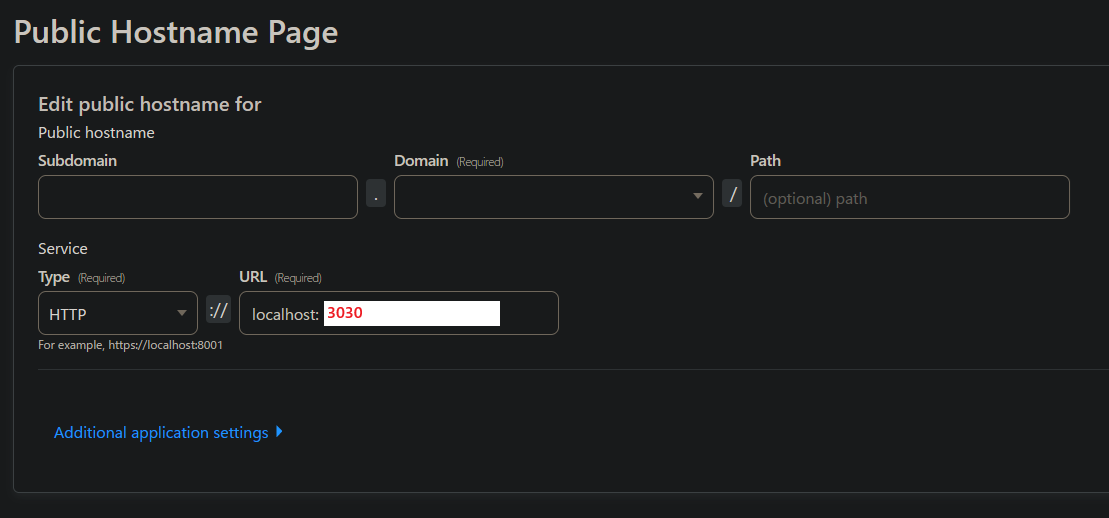 Public Hostname Page
Edit public hostname for
Public hostname
Subdomain Domain (Required) Path
. / (optional) path
Service
Type (Required) URL (Required)
HTTP :// localhost: 3030
For example, https://localhost:8001
Additional application settings